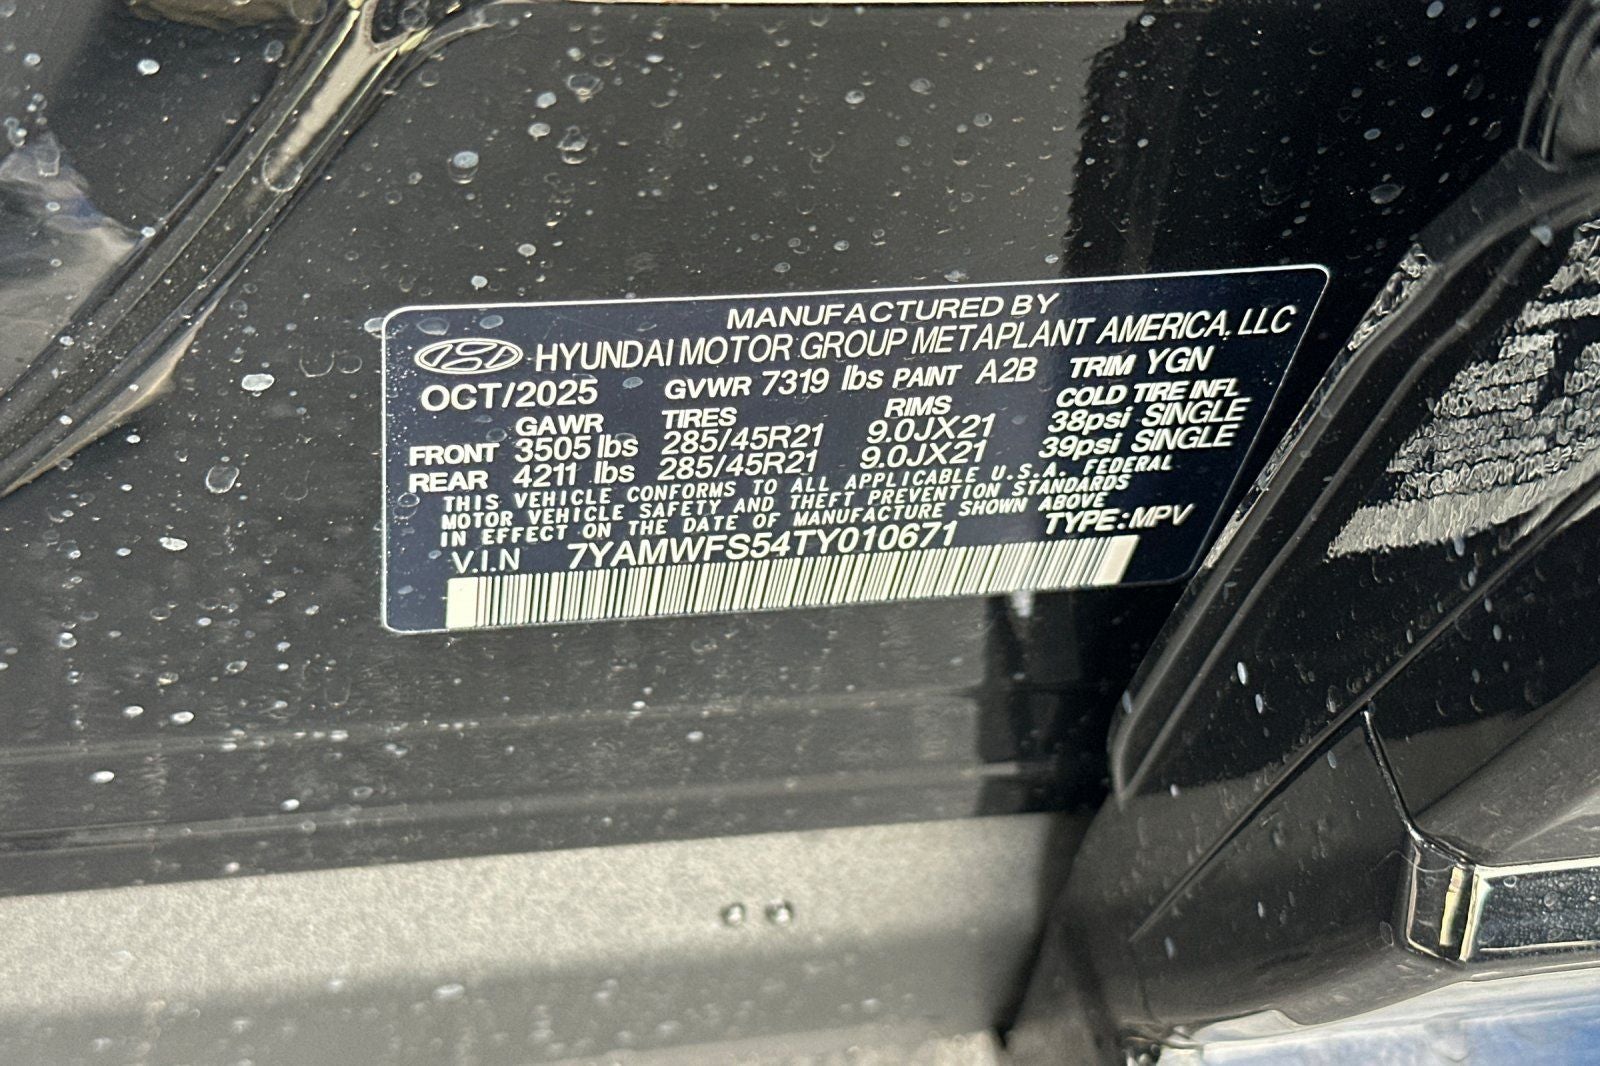 MANUFACTURED BY
HYUNDAI MOTOR GROUP METAPLANT AMERICA, LLC
OCT/2025 GVWR 7319 lbs PAINT A2B TRIM YGN
GAWR TIRES RIMS COLD TIRE INFL
FRONT 3505 lbs 285/45R21 9.0JX21 38psi SINGLE
REAR 4211 lbs 285/45R21 9.0JX21 39psi SINGLE
THIS VEHICLE CONFORMS TO ALL APPLICABLE U.S.A. FEDERAL
MOTOR VEHICLE SAFETY AND THEFT PREVENTION STANDARDS
IN EFFECT ON THE DATE OF MANUFACTURE SHOWN ABOVE
V.I.N 7YAMWFS54TY010671 TYPE:MPV